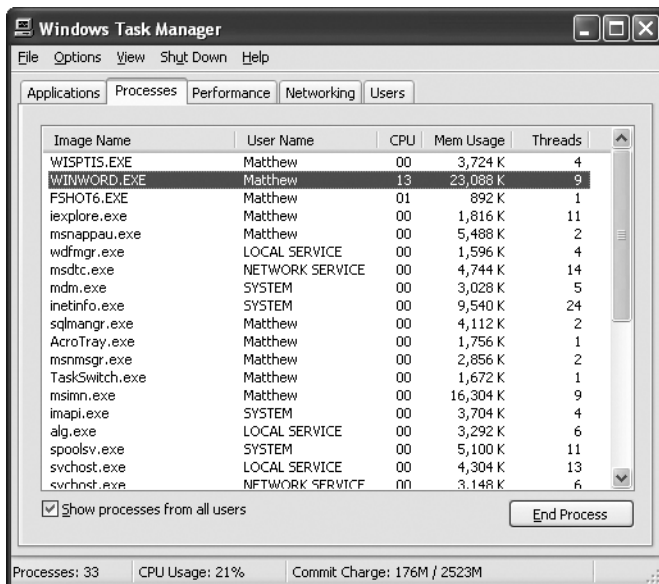 Windows Task Manager
File Options View Shut Down Help
Applications Processes Performance Networking Users
Image Name User Name CPU Mem Usage Threads
WISPTIS.EXE Matthew 00 3,724 K 4
WINWORD.EXE Matthew 13 23,088 K 9
FSHOT6.EXE Matthew 01 892 K 1
iexplore.exe Matthew 00 1,816 K 11
msnappau.exe Matthew 00 5,488 K 2
wdfmgr.exe LOCAL SERVICE 00 1,596 K 4
msdtc.exe NETWORK SERVICE 00 4,744 K 14
mdm.exe SYSTEM 00 3,028 K 5
inetinfo.exe SYSTEM 00 9,540 K 24
sqlmangr.exe Matthew 00 4,112 K 2
AcroTray.exe Matthew 00 1,756 K 1
msnmsgr.exe Matthew 00 2,856 K 2
TaskSwitch.exe Matthew 00 1,672 K 1
msimn.exe Matthew 00 16,304 K 9
imapi.exe SYSTEM 00 3,704 K 4
alg.exe LOCAL SERVICE 00 3,292 K 6
spoolsv.exe SYSTEM 00 5,100 K 11
svchost.exe LOCAL SERVICE 00 4,304 K 13
svchost.exe NETWORK SERVICE 00 3,148 K 6
Show processes from all users
End Process
Processes: 33 CPU Usage: 21% Commit Charge: 176M / 2523M